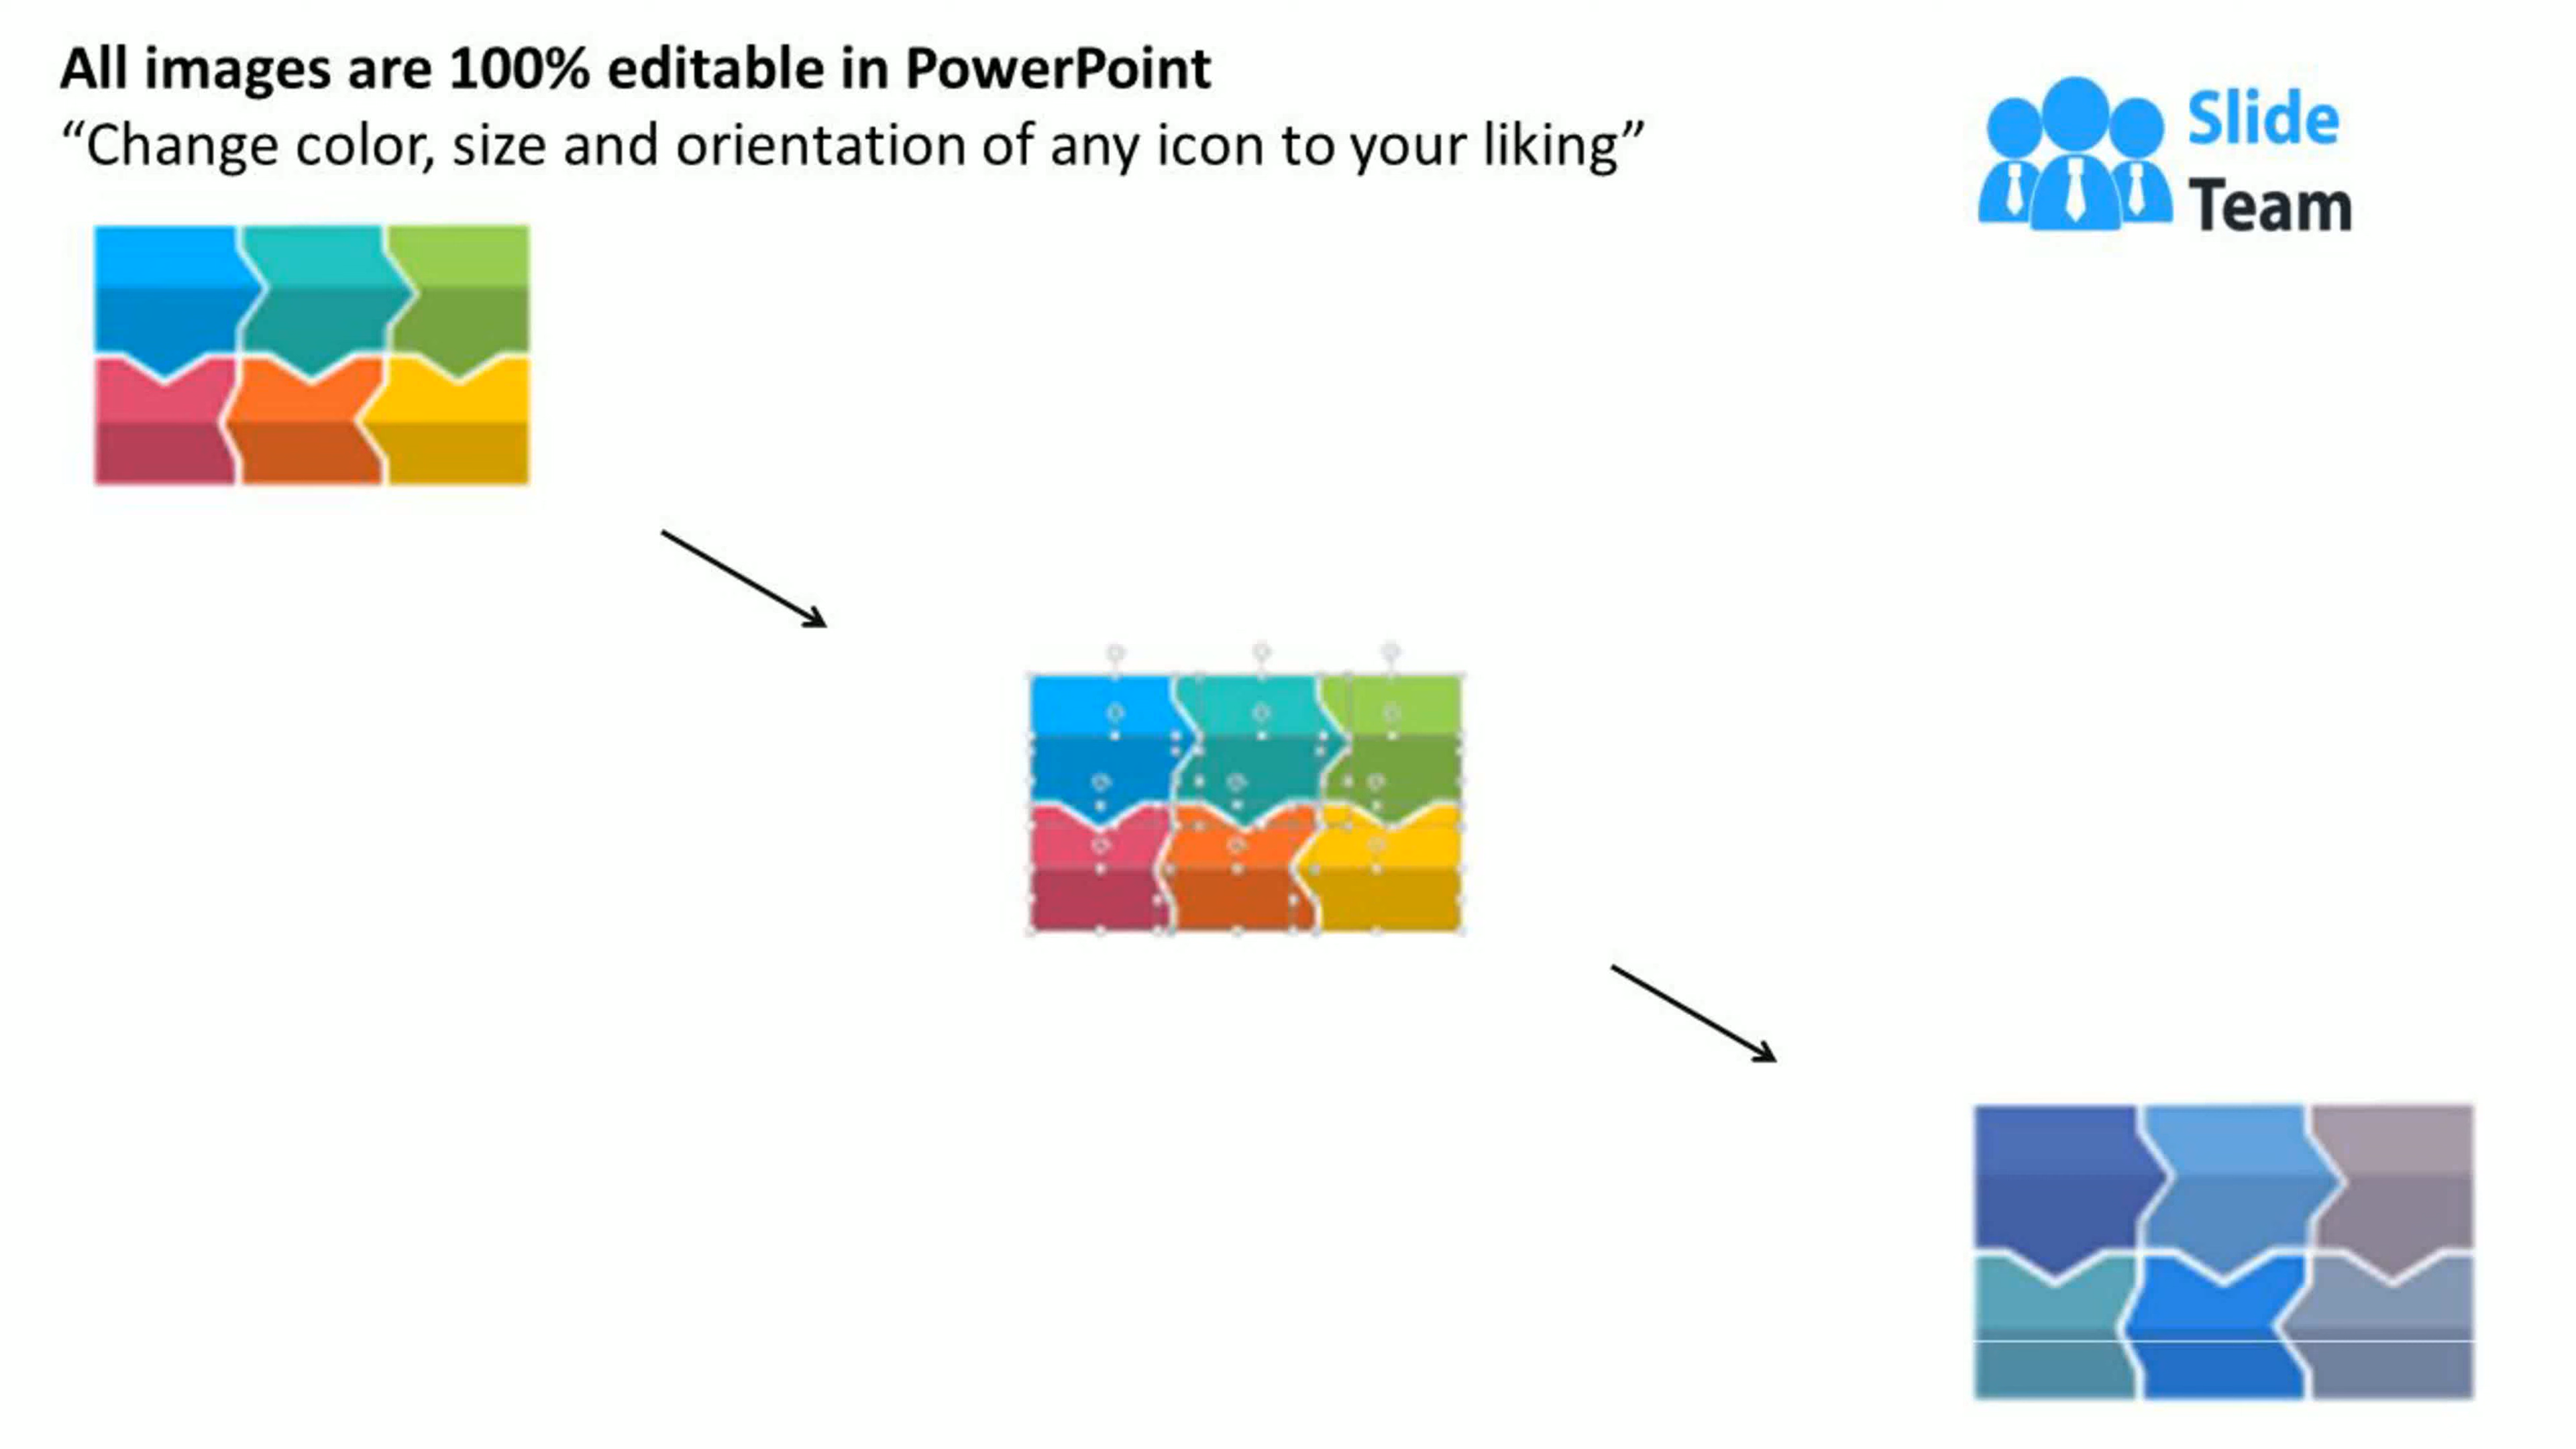 All images are 100% editable in PowerPoint
“Change color, size and orientation of any icon to your liking”
Slide
Team